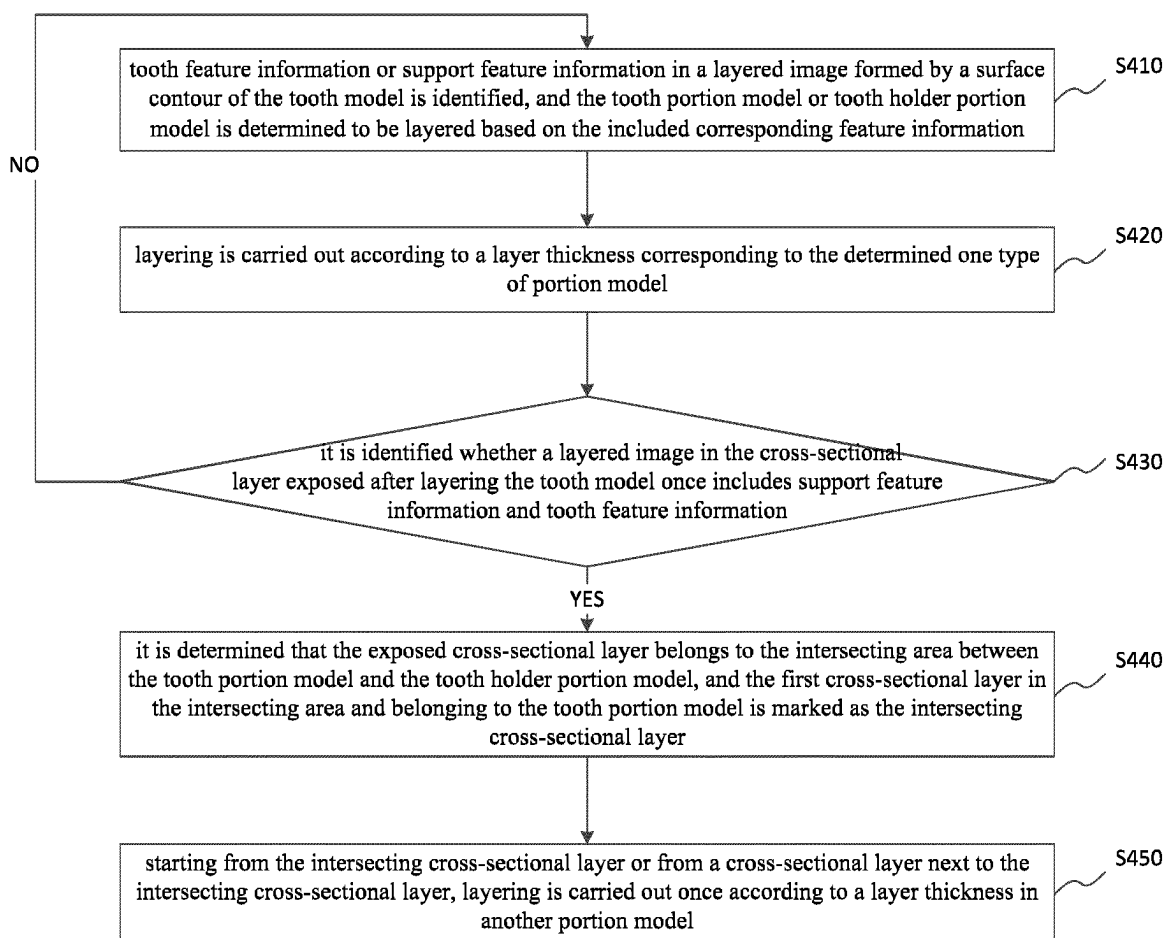 tooth feature information or support feature information in a layered image formed by a surface
contour of the tooth model is identified, and the tooth portion model or tooth holder portion
model is determined to be layered based on the included corresponding feature information
S410
NO
layering is carried out according to a layer thickness corresponding to the determined one type
of portion model
S420
it is identified whether a layered image in the cross-sectional
layer exposed after layering the tooth model once includes support feature
information and tooth feature information
S430
YES
it is determined that the exposed cross-sectional layer belongs to the intersecting area between
the tooth portion model and the tooth holder portion model, and the first cross-sectional layer in
the intersecting area and belonging to the tooth portion model is marked as the intersecting
cross-sectional layer
S440
starting from the intersecting cross-sectional layer or from a cross-sectional layer next to the
intersecting cross-sectional layer, layering is carried out once according to a layer thickness in
another portion model
S450